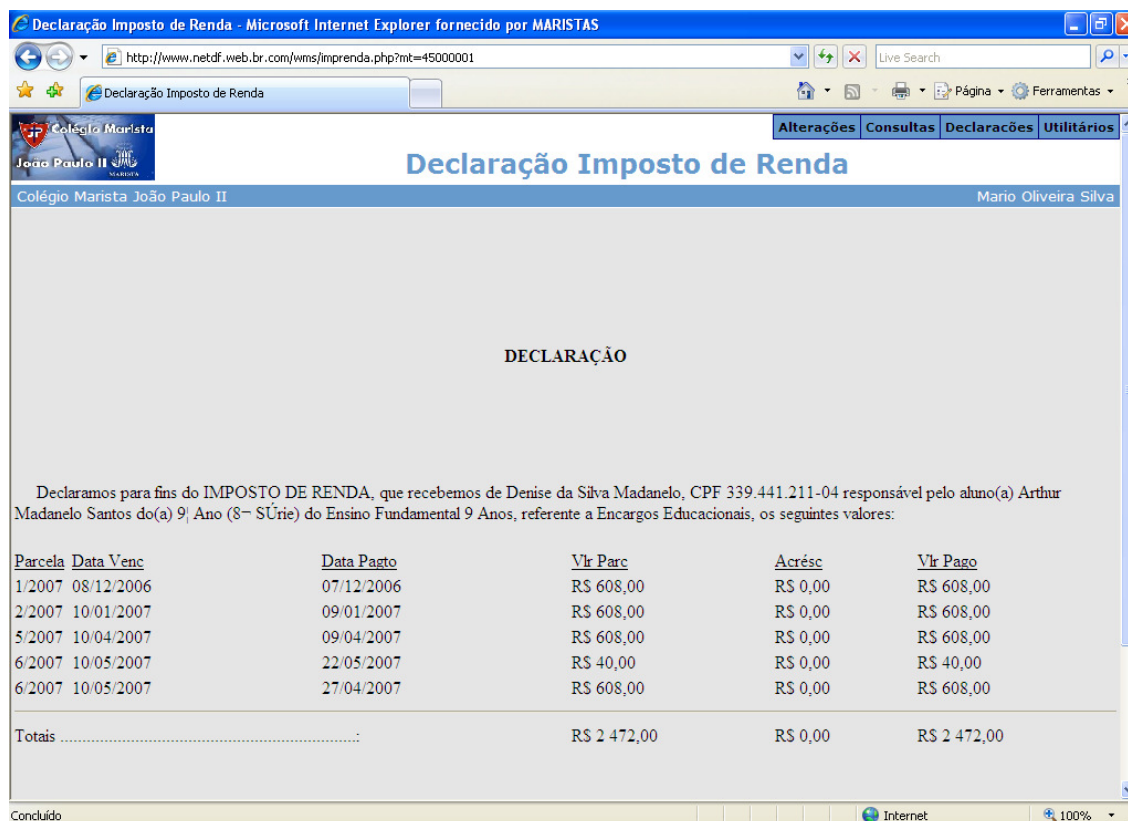 Declaração Imposto de Renda - Microsoft Internet Explorer fornecido por MARISTAS
http://www.netdf.web.br.com/wms/imprenda.php?mt=45000001
Live Search
Declaração Imposto de Renda
Página
Ferramentas
Colégio Marista
João Paulo II
MARISTA
Alterações Consultas Declaracões Utilitários
Declaração Imposto de Renda
Colégio Marista João Paulo II Mario Oliveira Silva
DECLARAÇÃO
Declaramos para fins do IMPOSTO DE RENDA, que recebemos de Denise da Silva Madanelo, CPF 339.441.211-04 responsável pelo aluno(a) Arthur
Madanelo Santos do(a) 9¦ Ano (8¬ SÚrie) do Ensino Fundamental 9 Anos, referente a Encargos Educacionais, os seguintes valores:
Parcela Data Venc Data Pagto Vlr Parc Acrésc Vlr Pago
1/2007 08/12/2006 07/12/2006 R$ 608,00 R$ 0,00 R$ 608,00
2/2007 10/01/2007 09/01/2007 R$ 608,00 R$ 0,00 R$ 608,00
5/2007 10/04/2007 09/04/2007 R$ 608,00 R$ 0,00 R$ 608,00
6/2007 10/05/2007 22/05/2007 R$ 40,00 R$ 0,00 R$ 40,00
6/2007 10/05/2007 27/04/2007 R$ 608,00 R$ 0,00 R$ 608,00
Totais ...................................................................: R$ 2 472,00 R$ 0,00 R$ 2 472,00
Concluído Internet 100%